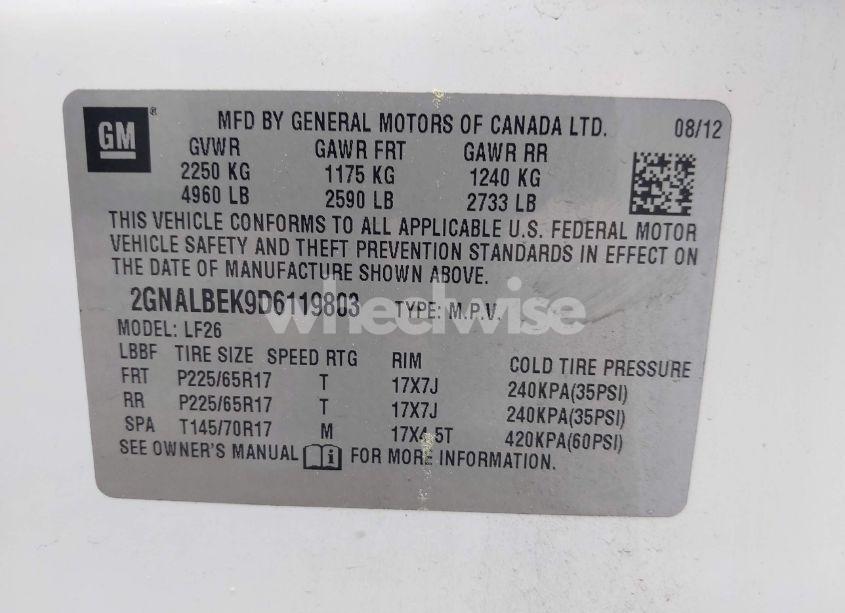 GM ®
MFD BY GENERAL MOTORS OF CANADA LTD. 08/12
GVWR GAWR FRT GAWR RR
2250 KG 1175 KG 1240 KG
4960 LB 2590 LB 2733 LB
THIS VEHICLE CONFORMS TO ALL APPLICABLE U.S. FEDERAL MOTOR
VEHICLE SAFETY AND THEFT PREVENTION STANDARDS IN EFFECT ON
THE DATE OF MANUFACTURE SHOWN ABOVE.
2GNALBEK9D6119803 TYPE: M.P.V.
wheelwise
MODEL: LF26
LBBF TIRE SIZE SPEED RTG RIM COLD TIRE PRESSURE
FRT P225/65R17 T 17X7J 240KPA(35PSI)
RR P225/65R17 T 17X7J 240KPA(35PSI)
SPA T145/70R17 M 17X4.5T 420KPA(60PSI)
SEE OWNER'S MANUAL i FOR MORE INFORMATION.